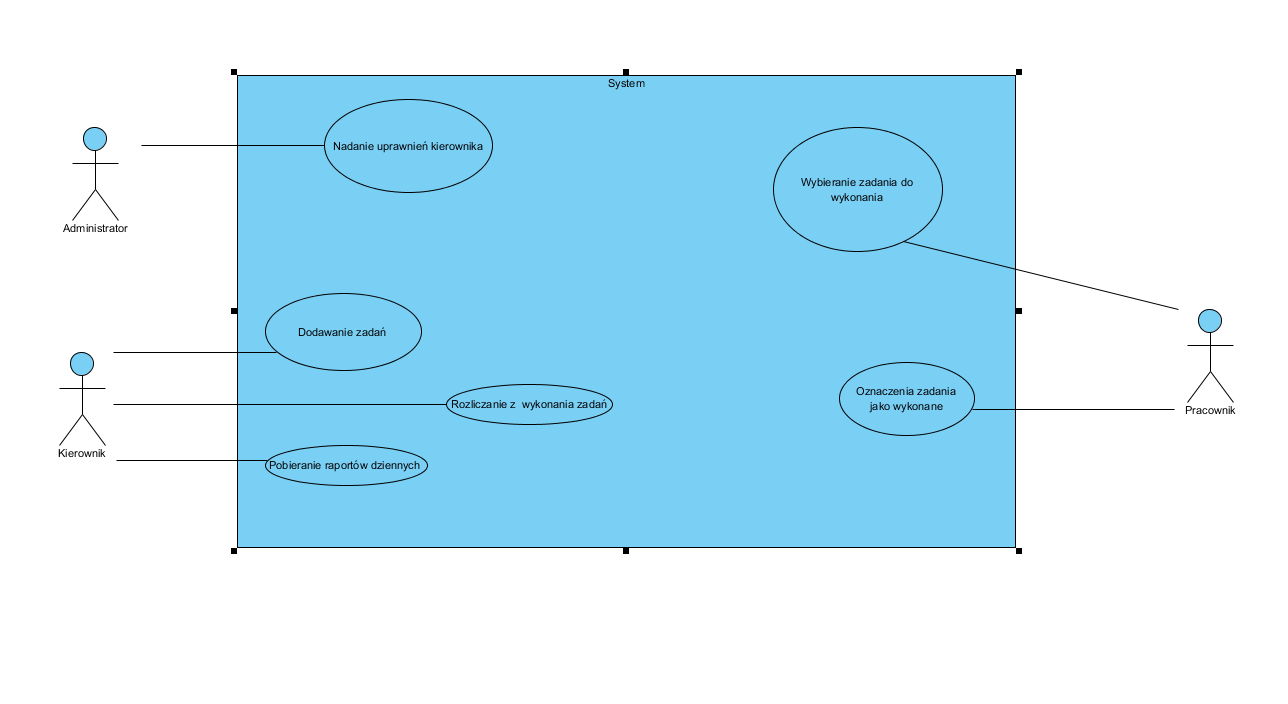 System
Nadanie uprawnień kierownika
Wybieranie zadania do
wykonania
Administrator
Dodawanie zadań
Oznaczenia zadania
jako wykonane
Rozliczanie z  wykonania zadań
Pracownik
Kierownik
Pobieranie raportów dziennych